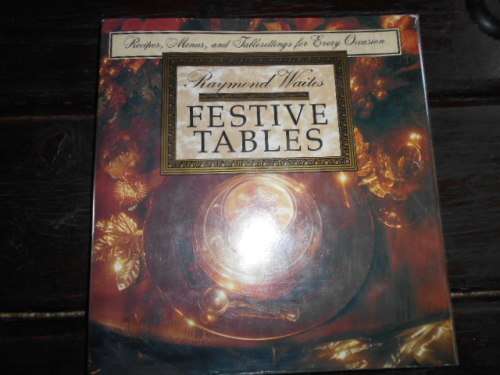 Recipes, Menus, and Tablesettings for Every Occasion
Raymond Waites
FESTIVE
TABLES